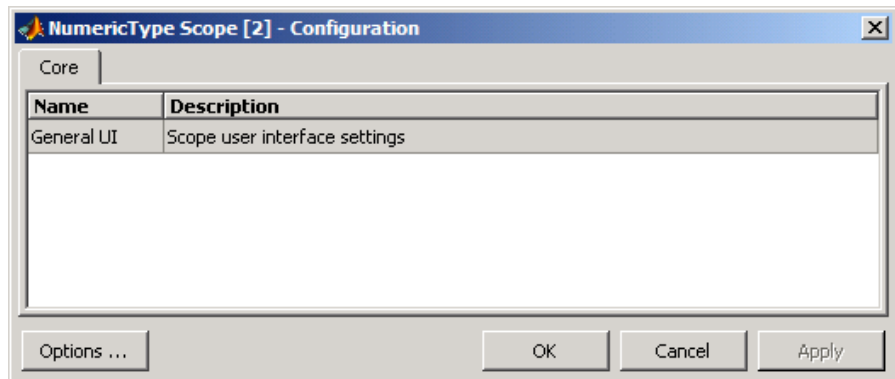 NumericType Scope [2] - Configuration
Core
Name Description
General UI Scope user interface settings
Options ... OK Cancel Apply